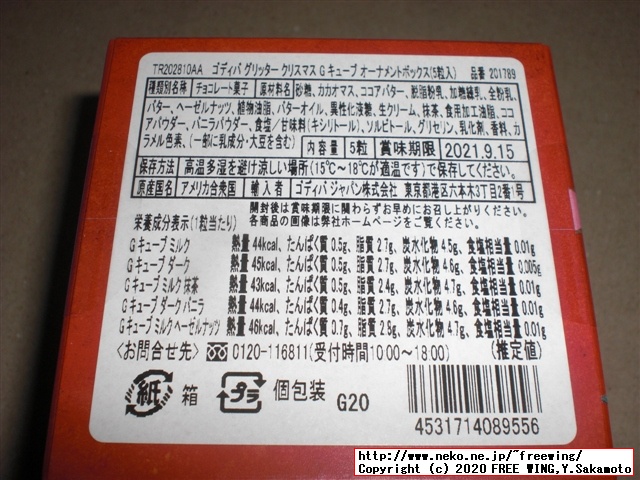 TR202810AA ゴディバ グリッター クリスマス G キューブ オーナメントボックス(5粒入) 品番 201789
種類別名称 チョコレート菓子 原材料名 砂糖、カカオマス、ココアバター、脱脂粉乳、加糖練乳、全粉乳、
バター、ヘーゼルナッツ、植物油脂、バターオイル、異性化液糖、生クリーム、抹茶、食用加工油脂、ココ
アパウダー、バニラパウダー、食塩／甘味料(キシリトール)、ソルビトール、グリセリン、乳化剤、香料、カ
ラメル色素、(一部に乳成分・大豆を含む) 内容量 5粒 賞味期限 2021.9.15
保存方法 高温多湿を避け涼しい場所(15℃～18℃が適温です)で保存してください。
原産国名 アメリカ合衆国 輸入者 ゴディバ ジャパン株式会社 東京都港区六本木3丁目2番1号
開封後は賞味期限に関わらずお早めにお召し上がりください。
各商品の画像は弊社ホームページをご覧ください。
栄養成分表示(1粒当たり)
G キューブ ミルク 熱量 44kcal、たんぱく質 0.5g、脂質 2.7g、炭水化物 4.5g、食塩相当量 0.01g
G キューブ ダーク 熱量 45kcal、たんぱく質 0.5g、脂質 2.7g、炭水化物 4.6g、食塩相当量 0.005g
G キューブ ミルク 抹茶 熱量 43kcal、たんぱく質 0.5g、脂質 2.4g、炭水化物 4.7g、食塩相当量 0.01g
G キューブ ダーク バニラ 熱量 44kcal、たんぱく質 0.4g、脂質 2.7g、炭水化物 4.6g、食塩相当量 0.01g
G キューブ ミルク ヘーゼルナッツ 熱量 46kcal、たんぱく質 0.7g、脂質 2.8g、炭水化物 4.7g、食塩相当量 0.01g
<お問合せ先> 0120-116811(受付時間10:00～18:00) (推定値)
紙 箱 プラ 個包装 G20
4531714089556
http://www.neko.ne.jp/~freewing/
Copyright (c) 2020 FREE WING,Y.Sakamoto